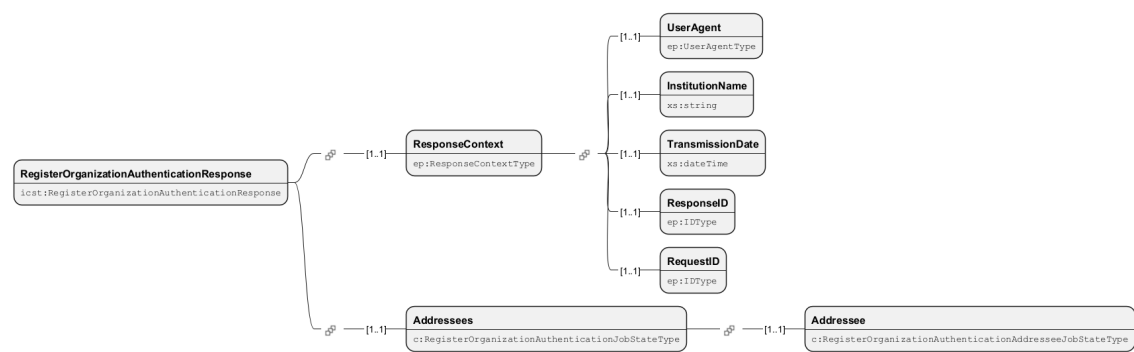 UserAgent
[1..1]
ep:UserAgentType
InstitutionName
[1..1]
xs:string
ResponseContext
[1..1]
ep:ResponseContextType
TransmissionDate
[1..1]
xs:dateTime
RegisterOrganizationAuthenticationResponse
icst:RegisterOrganizationAuthenticationResponse
ResponseID
[1..1]
ep:IDType
RequestID
[1..1]
ep:IDType
Addressees
[1..1]
c:RegisterOrganizationAuthenticationJobStateType
Addressee
[1..1]
c:RegisterOrganizationAuthenticationAddresseeJobStateType